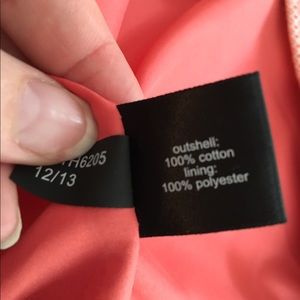 12/13
outshell:
100% cotton
lining:
100% polyester